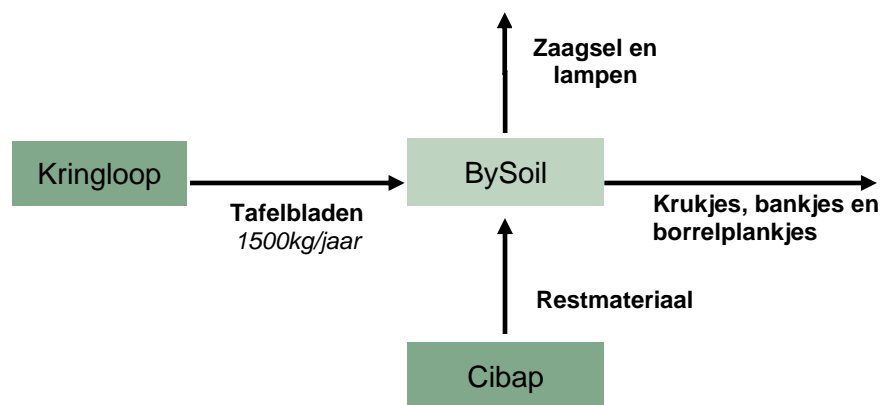 Zaagsel en
lampen
Kringloop
BySoil
Tafelbladen
1500kg/jaar
Krukjes, bankjes en
borrelplankjes
Restmateriaal
Cibap